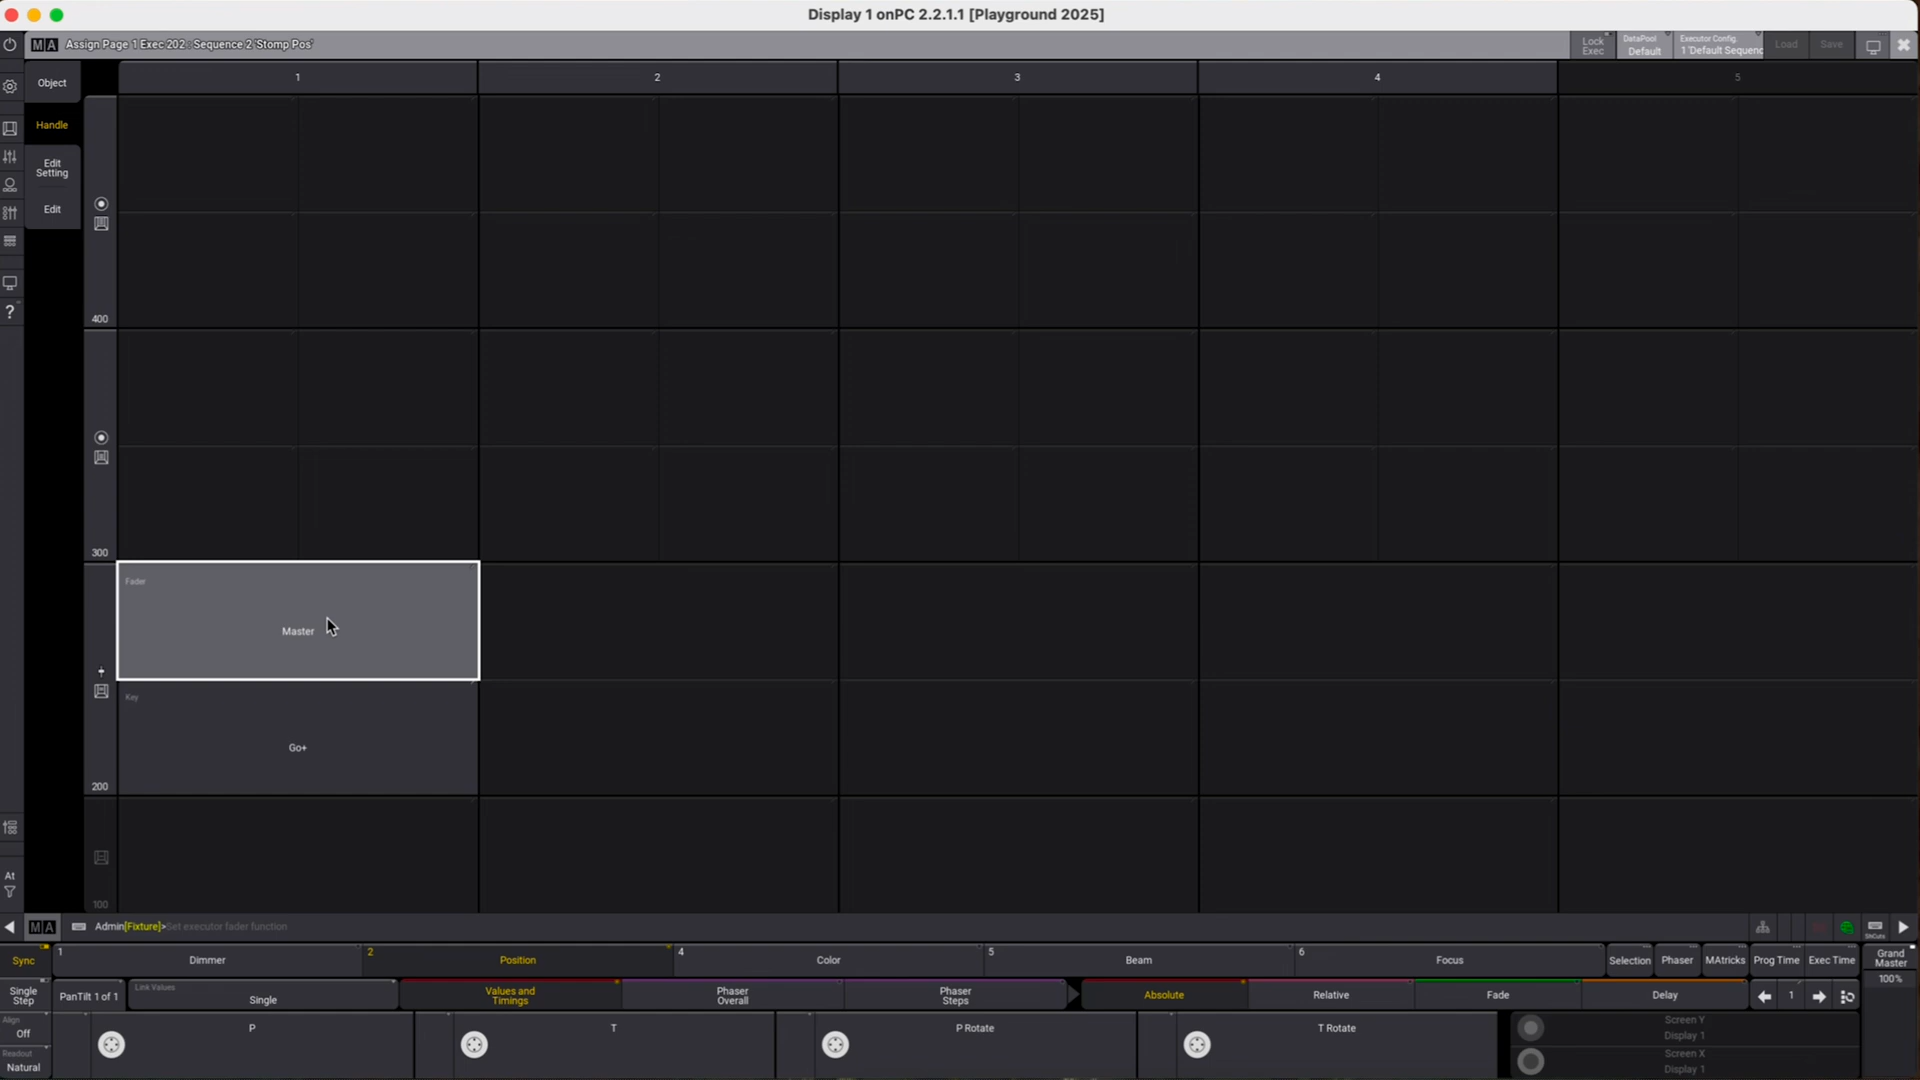 Display 1 onPC 2.2.1.1 [Playground 2025]
MA Assign Page 1 Exec 202: Sequence 2 'Stomp Pos'
Lock
Exec
DataPool
Default
Executor Config.
1 'Default Sequenc
Load
Save
Object
Handle
Edit
Setting
Edit
1 2 3 4 5
400
300
Fader
Master
Key
Go+
200
100
?
At
MA Admin[Fixture]>Set executor fader function
Sync
1 Dimmer
2 Position
4 Color
5 Beam
6 Focus
Selection
Phaser
MAtricks
Prog Time
Exec Time
Grand
Master
100%
Single
Step
PanTilt 1 of 1
Link Values
Single
Values and
Timings
Phaser
Overall
Phaser
Steps
Absolute
Relative
Fade
Delay
1
Align
Off
Readout
Natural
P
T
P Rotate
T Rotate
Screen Y
Display 1
Screen X
Display 1